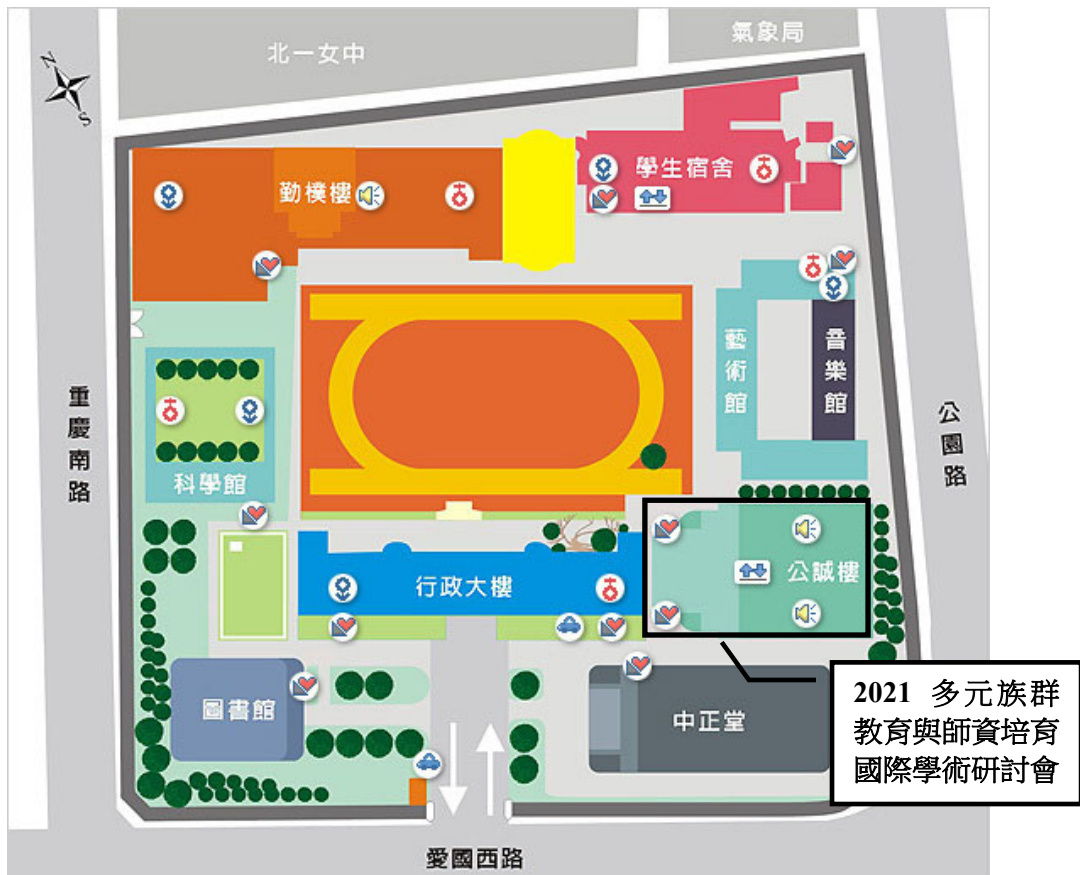 北一女中
氣象局
N
S
勤樸樓
學生宿舍
藝術館
音樂館
重慶南路
公園路
科學館
行政大樓
公誠樓
圖書館
中正堂
2021 多元族群
教育與師資培育
國際學術研討會
愛國西路